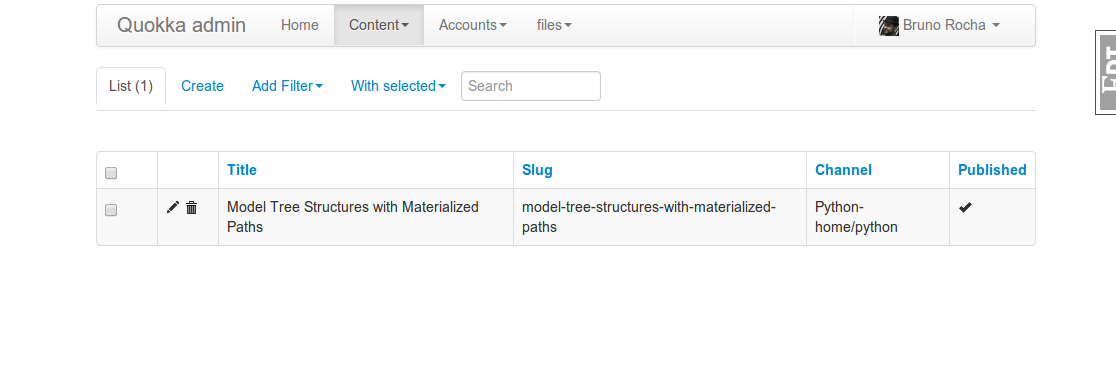 Quokka admin Home Content Accounts files Bruno Rocha
List (1) Create Add Filter With selected Search
Title Slug Channel Published
Model Tree Structures with Materialized model-tree-structures-with-materialized- Python-
Paths paths home/python